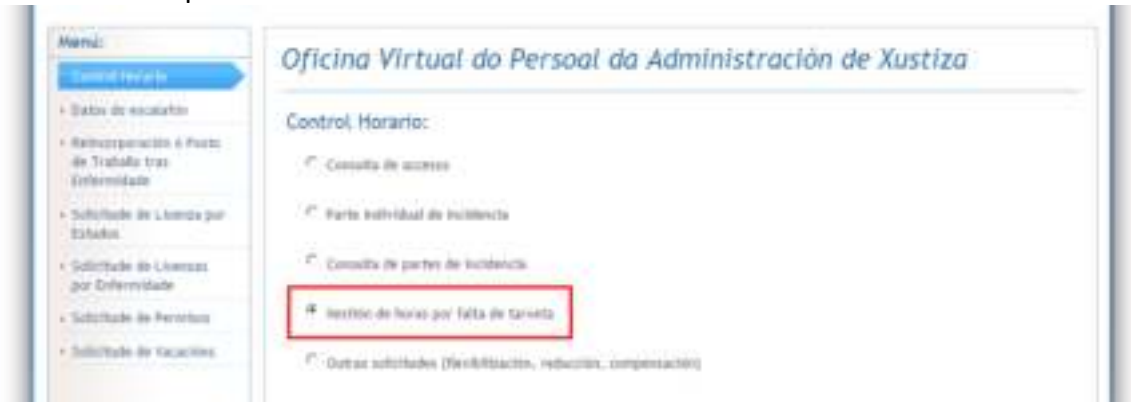 Menú:
Control Horario
Datos de escalafón
Reincorporación ó Posto
de Traballo tras
Enfermidade
Solicitude de Licenza por
Estudos
Solicitude de Licenzas
por Enfermidade
Solicitude de Permisos
Solicitude de Vacacións
Oficina Virtual do Persoal da Administración de Xustiza
Control Horario:
Consulta de accesos
Parte individual de incidencia
Consulta de partes de incidencia
Xestión de horas por falta de tarxeta
Outras solicitudes (flexibilización, reducción, compensación)